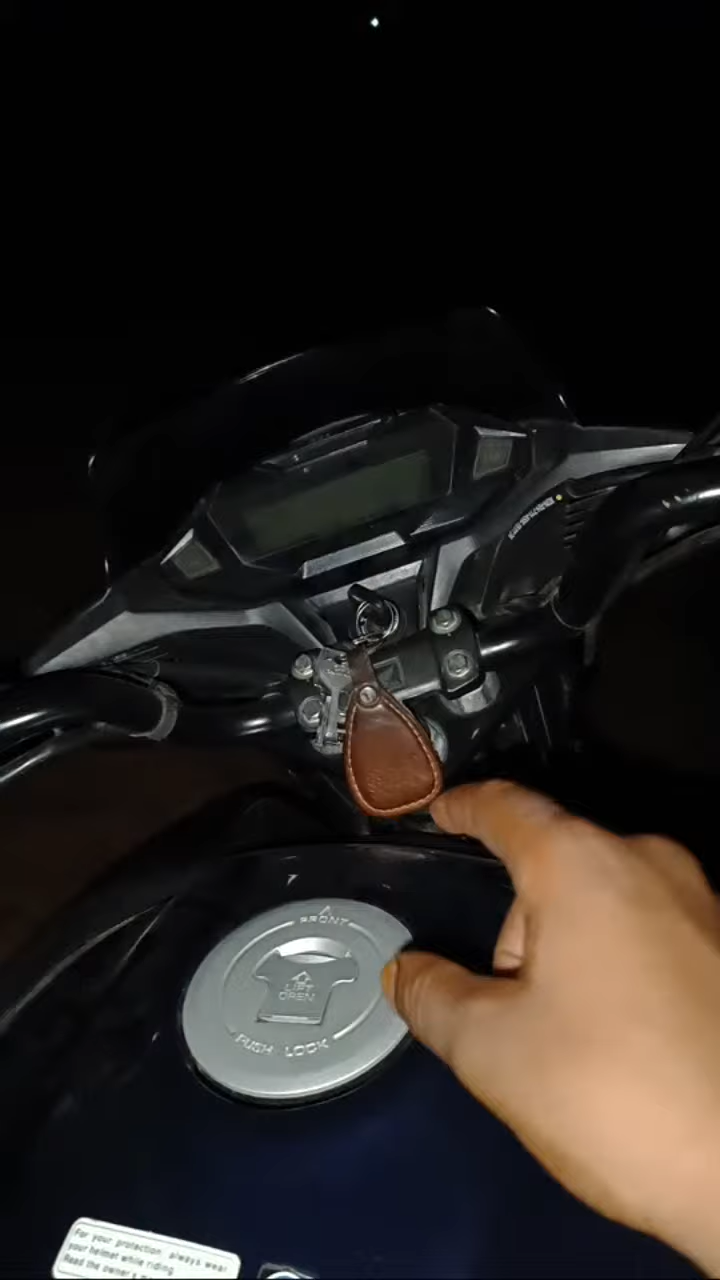 FRONT
LIFT
OPEN
PUSH LOCK
For your protection, always wear
your helmet while riding.
Read the owner's